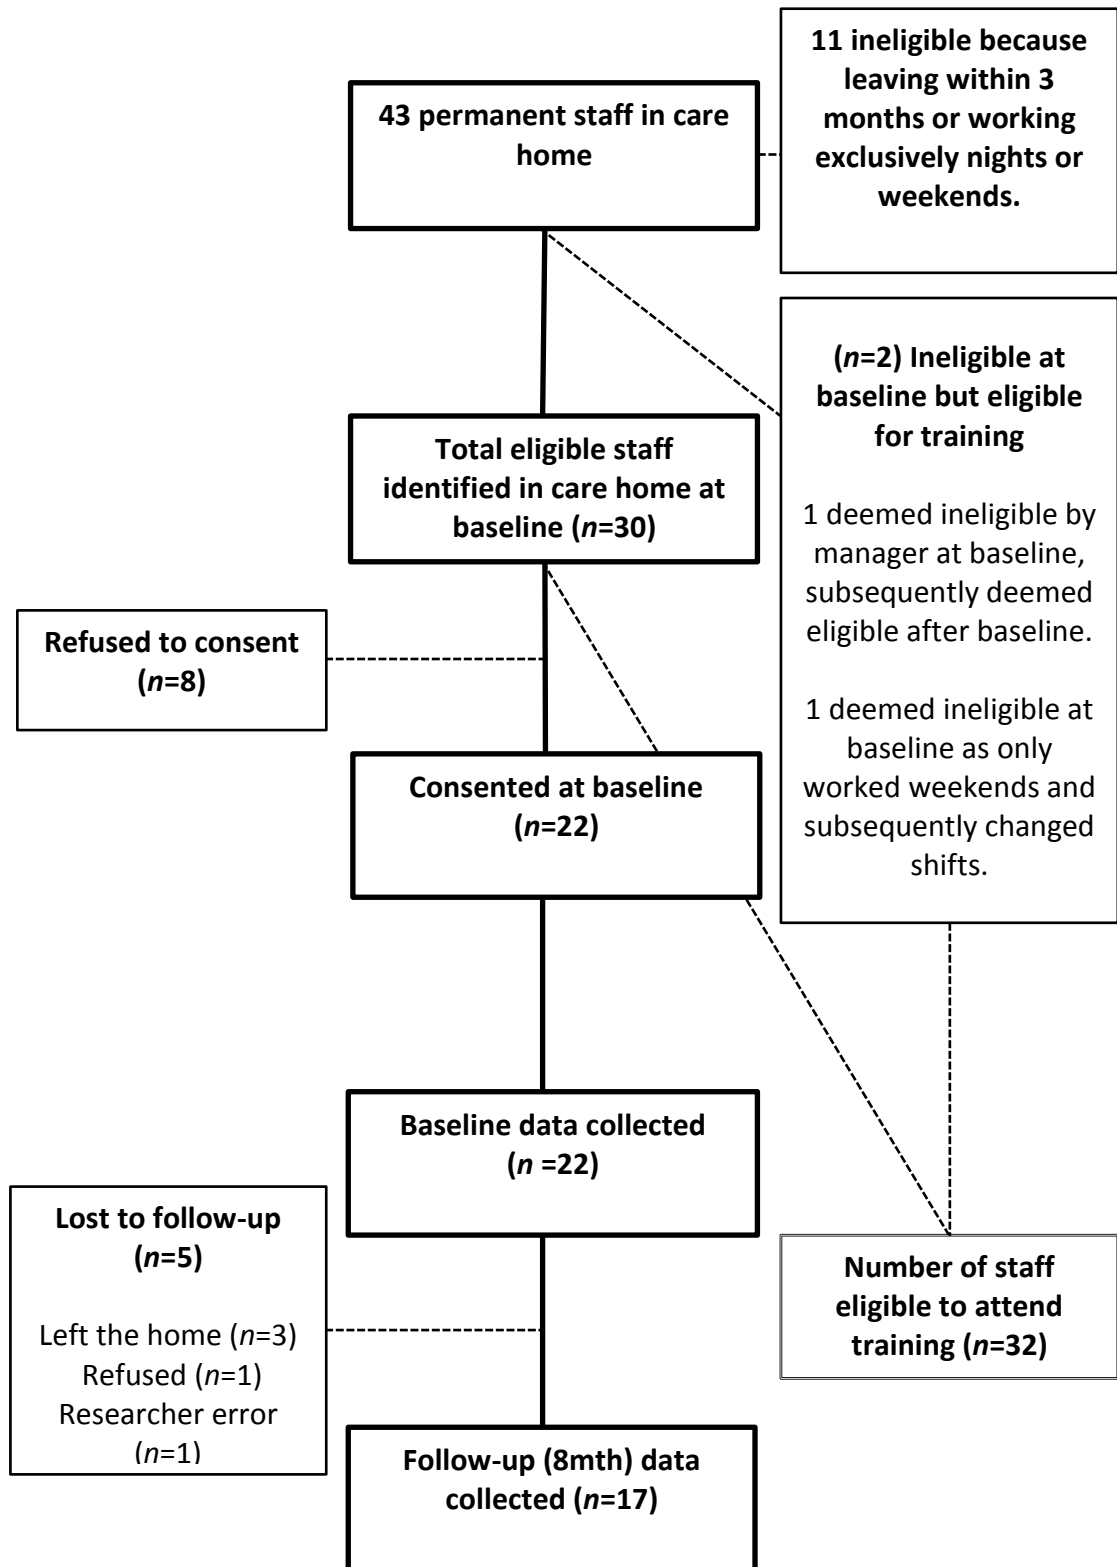 43 permanent staff in care
home
11 ineligible because
leaving within 3
months or working
exclusively nights or
weekends.
(n=2) Ineligible at
baseline but eligible
for training
1 deemed ineligible by
manager at baseline,
subsequently deemed
eligible after baseline.
1 deemed ineligible at
baseline as only
worked weekends and
subsequently changed
shifts.
Total eligible staff
identified in care home at
baseline (n=30)
Refused to consent
(n=8)
Consented at baseline
(n=22)
Baseline data collected
(n =22)
Lost to follow-up
(n=5)
Left the home (n=3)
Refused (n=1)
Researcher error
(n=1)
Number of staff
eligible to attend
training (n=32)
Follow-up (8mth) data
collected (n=17)